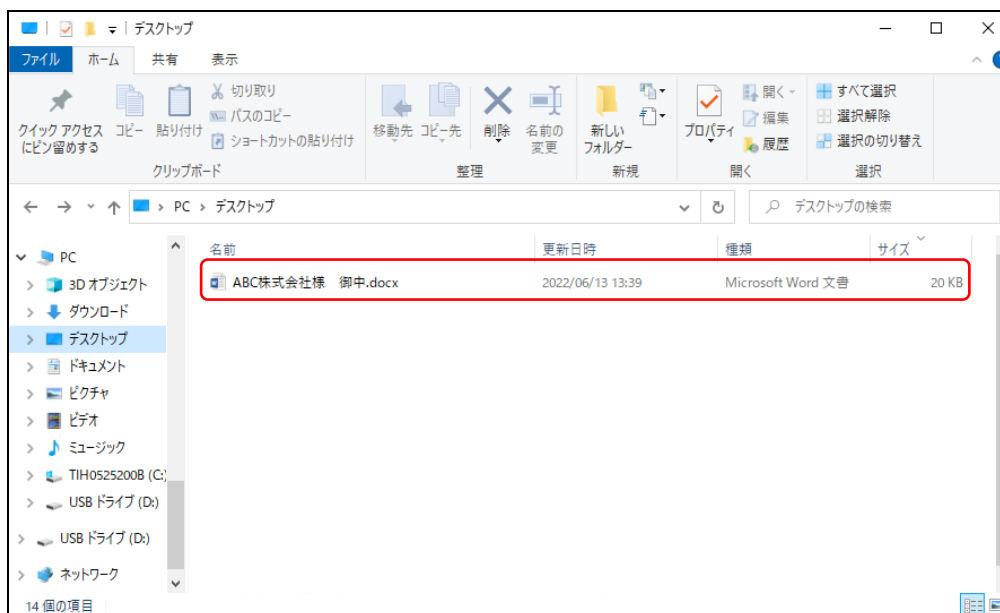 デスクトップ
ファイル ホーム 共有 表示
クイック アクセス
にピン留めする
コピー
貼り付け
切り取り
パスのコピー
ショートカットの貼り付け
クリップボード
移動先 コピー先
削除
名前の
変更
整理
新しい
フォルダー
新規
プロパティ
開く
編集
履歴
開く
すべて選択
選択解除
選択の切り替え
選択
PC › デスクトップ
デスクトップの検索
名前 更新日時 種類 サイズ
ABC株式会社様 御中.docx 2022/06/13 13:39 Microsoft Word 文書 20 KB
PC
3D オブジェクト
ダウンロード
デスクトップ
ドキュメント
ピクチャ
ビデオ
ミュージック
TIH0525200B (C:)
USB ドライブ (D:)
USB ドライブ (D:)
ネットワーク
14 個の項目